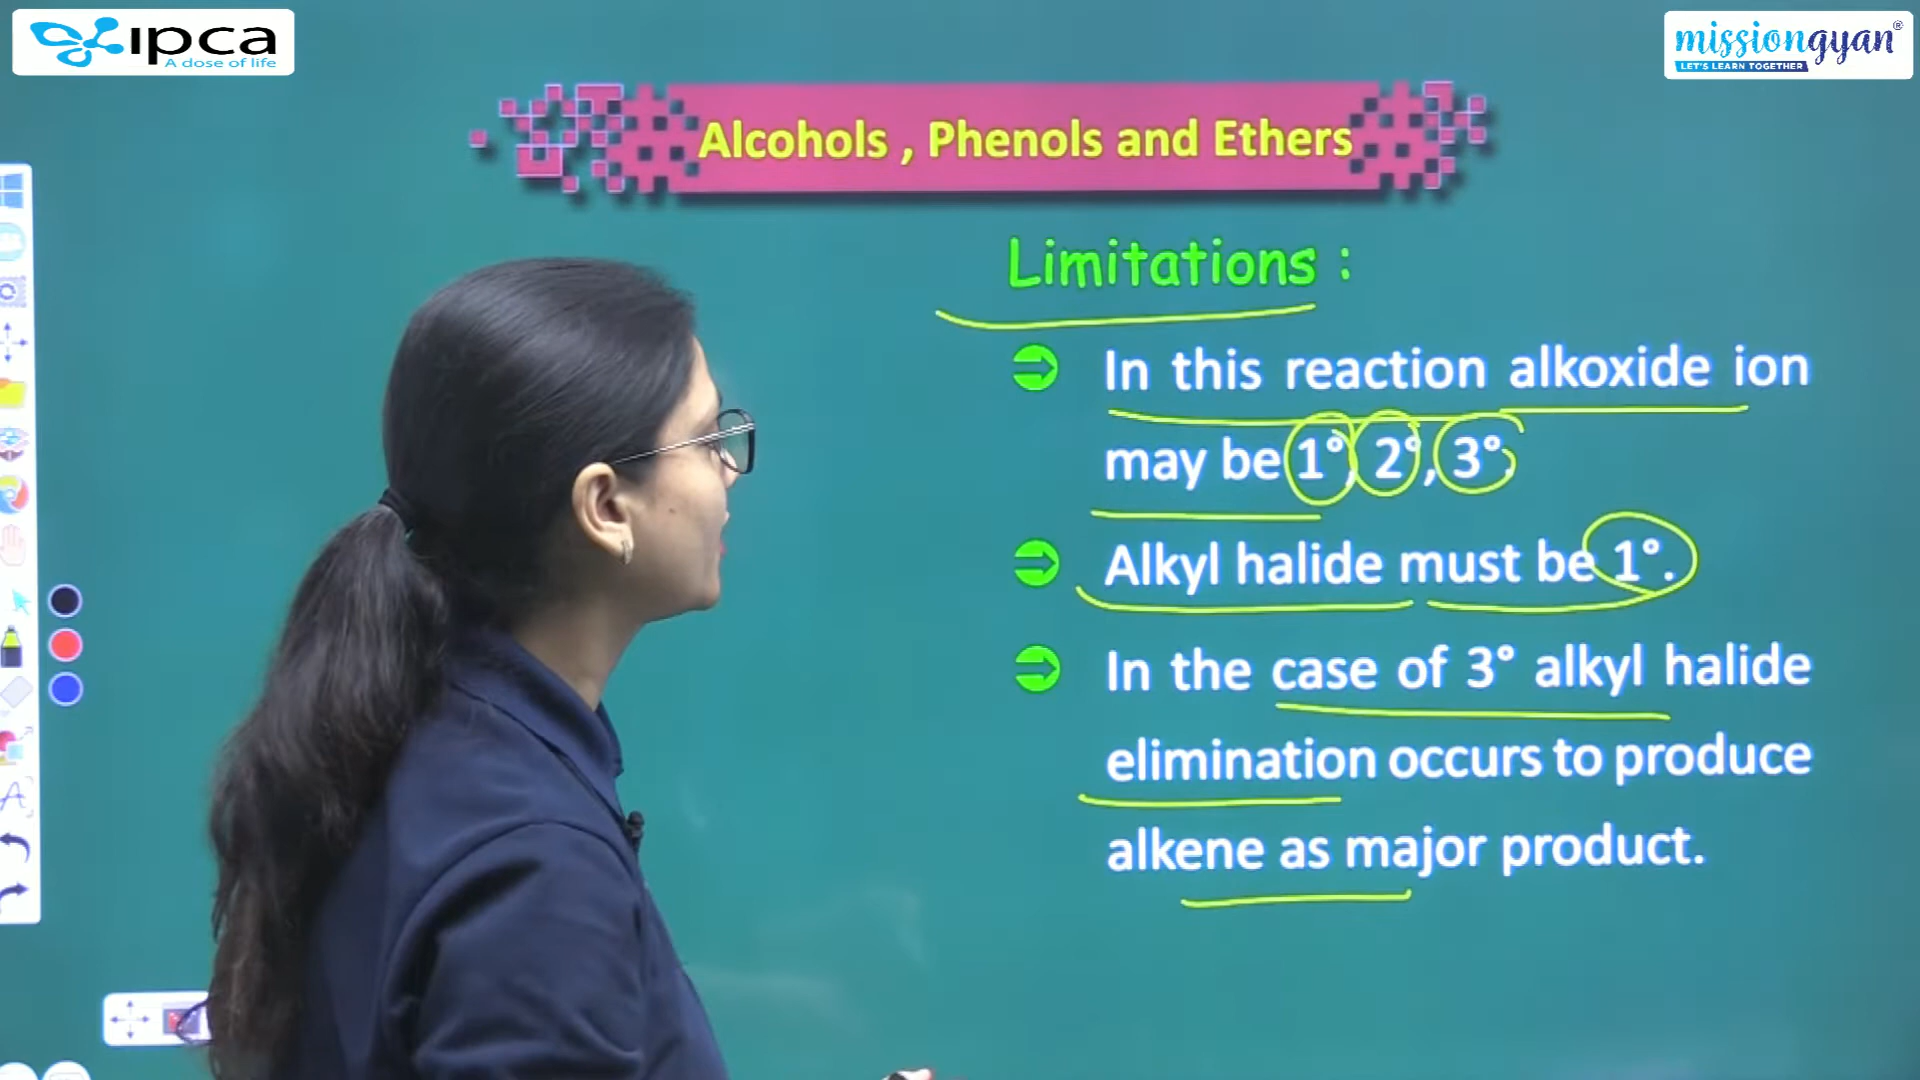 ipca
A dose of life
missiongyan®
LET'S LEARN TOGETHER
Alcohols , Phenols and Ethers
Limitations :
In this reaction alkoxide ion
may be 1°, 2°, 3°.
Alkyl halide must be 1°.
In the case of 3° alkyl halide
elimination occurs to produce
alkene as major product.